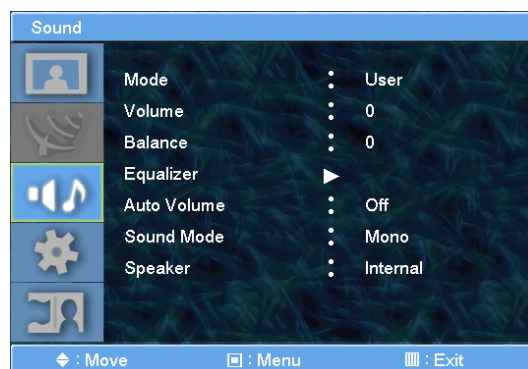 Sound
Mode : User
Volume : 0
Balance : 0
Equalizer ▶
Auto Volume : Off
Sound Mode : Mono
Speaker : Internal
: Move : Menu : Exit